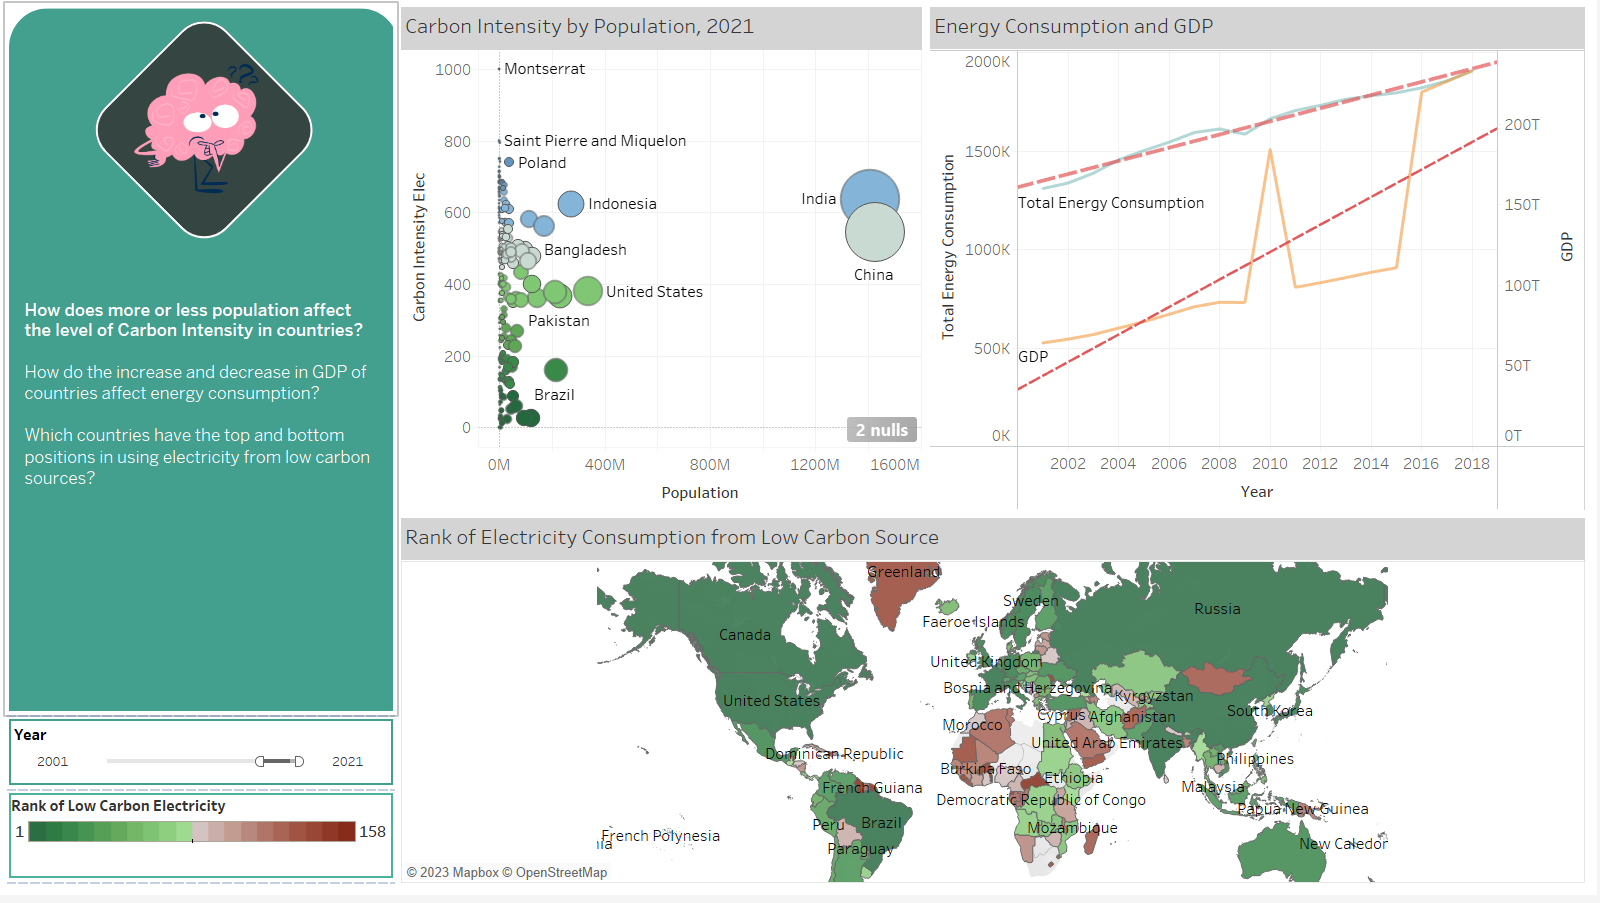 How does more or less population affect
the level of Carbon Intensity in countries?
How do the increase and decrease in GDP of
countries affect energy consumption?
Which countries have the top and bottom
positions in using electricity from low carbon
sources?
Year
2001
2021
Rank of Low Carbon Electricity
1
158
Carbon Intensity by Population, 2021
1000
800
600
400
200
0
Carbon Intensity Elec
Montserrat
Saint Pierre and Miquelon
Poland
Indonesia
India
Bangladesh
China
United States
Pakistan
Brazil
2 nulls
0M
400M
800M
1200M
1600M
Population
Energy Consumption and GDP
2000K
1500K
1000K
500K
0K
Total Energy Consumption
Total Energy Consumption
GDP
200T
150T
100T
50T
0T
GDP
2002
2004
2006
2008
2010
2012
2014
2016
2018
Year
Rank of Electricity Consumption from Low Carbon Source
Greenland
Sweden
Russia
Faeroe Islands
Canada
United Kingdom
Bosnia and Herzegovina
Kyrgyzstan
United States
South Korea
Cyprus
Afghanistan
Morocco
United Arab Emirates
Dominican Republic
Philippines
Burkina Faso
Ethiopia
French Guiana
Malaysia
Democratic Republic of Congo
Papua New Guinea
Peru
Brazil
Mozambique
French Polynesia
ia
Paraguay
New Caledor
© 2023 Mapbox © OpenStreetMap